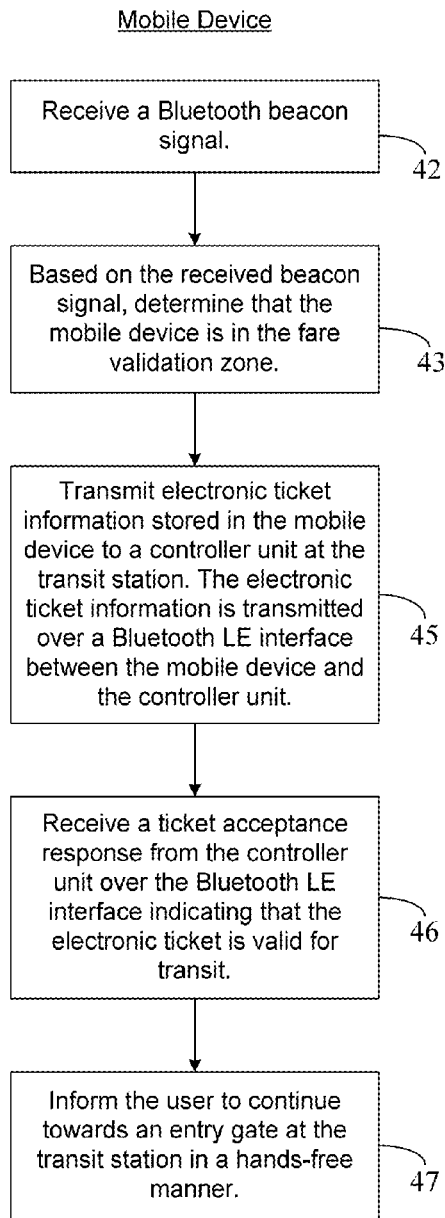 Mobile Device
Receive a Bluetooth beacon
signal.
42
Based on the received beacon
signal, determine that the
mobile device is in the fare
validation zone.
43
Transmit electronic ticket
information stored in the mobile
device to a controller unit at the
transit station. The electronic
ticket information is transmitted
over a Bluetooth LE interface
between the mobile device and
the controller unit.
45
Receive a ticket acceptance
response from the controller
unit over the Bluetooth LE
interface indicating that the
electronic ticket is valid for
transit.
46
Inform the user to continue
towards an entry gate at the
transit station in a hands-free
manner.
47